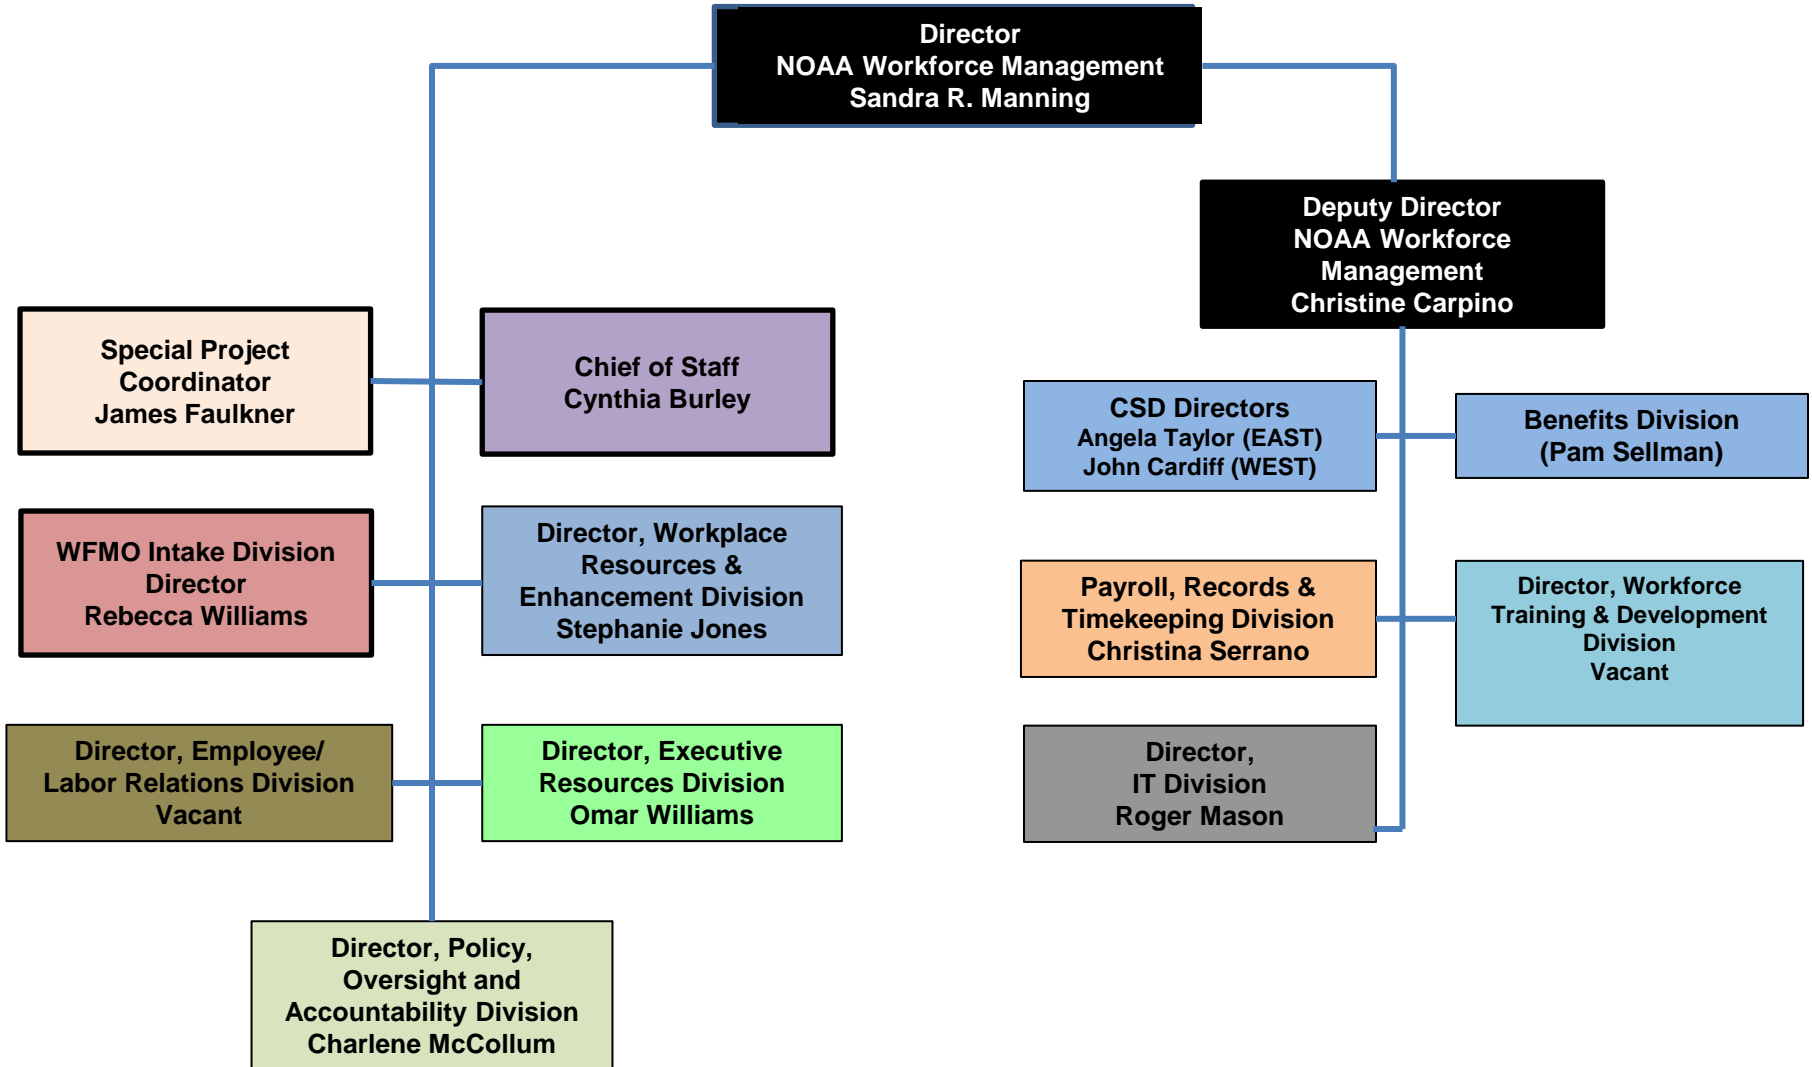 Director
NOAA Workforce Management
Sandra R. Manning
Deputy Director
NOAA Workforce
Management
Christine Carpino
Special Project
Coordinator
James Faulkner
Chief of Staff
Cynthia Burley
CSD Directors
Angela Taylor (EAST)
John Cardiff (WEST)
Benefits Division
(Pam Sellman)
WFMO Intake Division
Director
Rebecca Williams
Director, Workplace
Resources &
Enhancement Division
Stephanie Jones
Payroll, Records &
Timekeeping Division
Christina Serrano
Director, Workforce
Training & Development
Division
Vacant
Director, Employee/
Labor Relations Division
Vacant
Director, Executive
Resources Division
Omar Williams
Director,
IT Division
Roger Mason
Director, Policy,
Oversight and
Accountability Division
Charlene McCollum